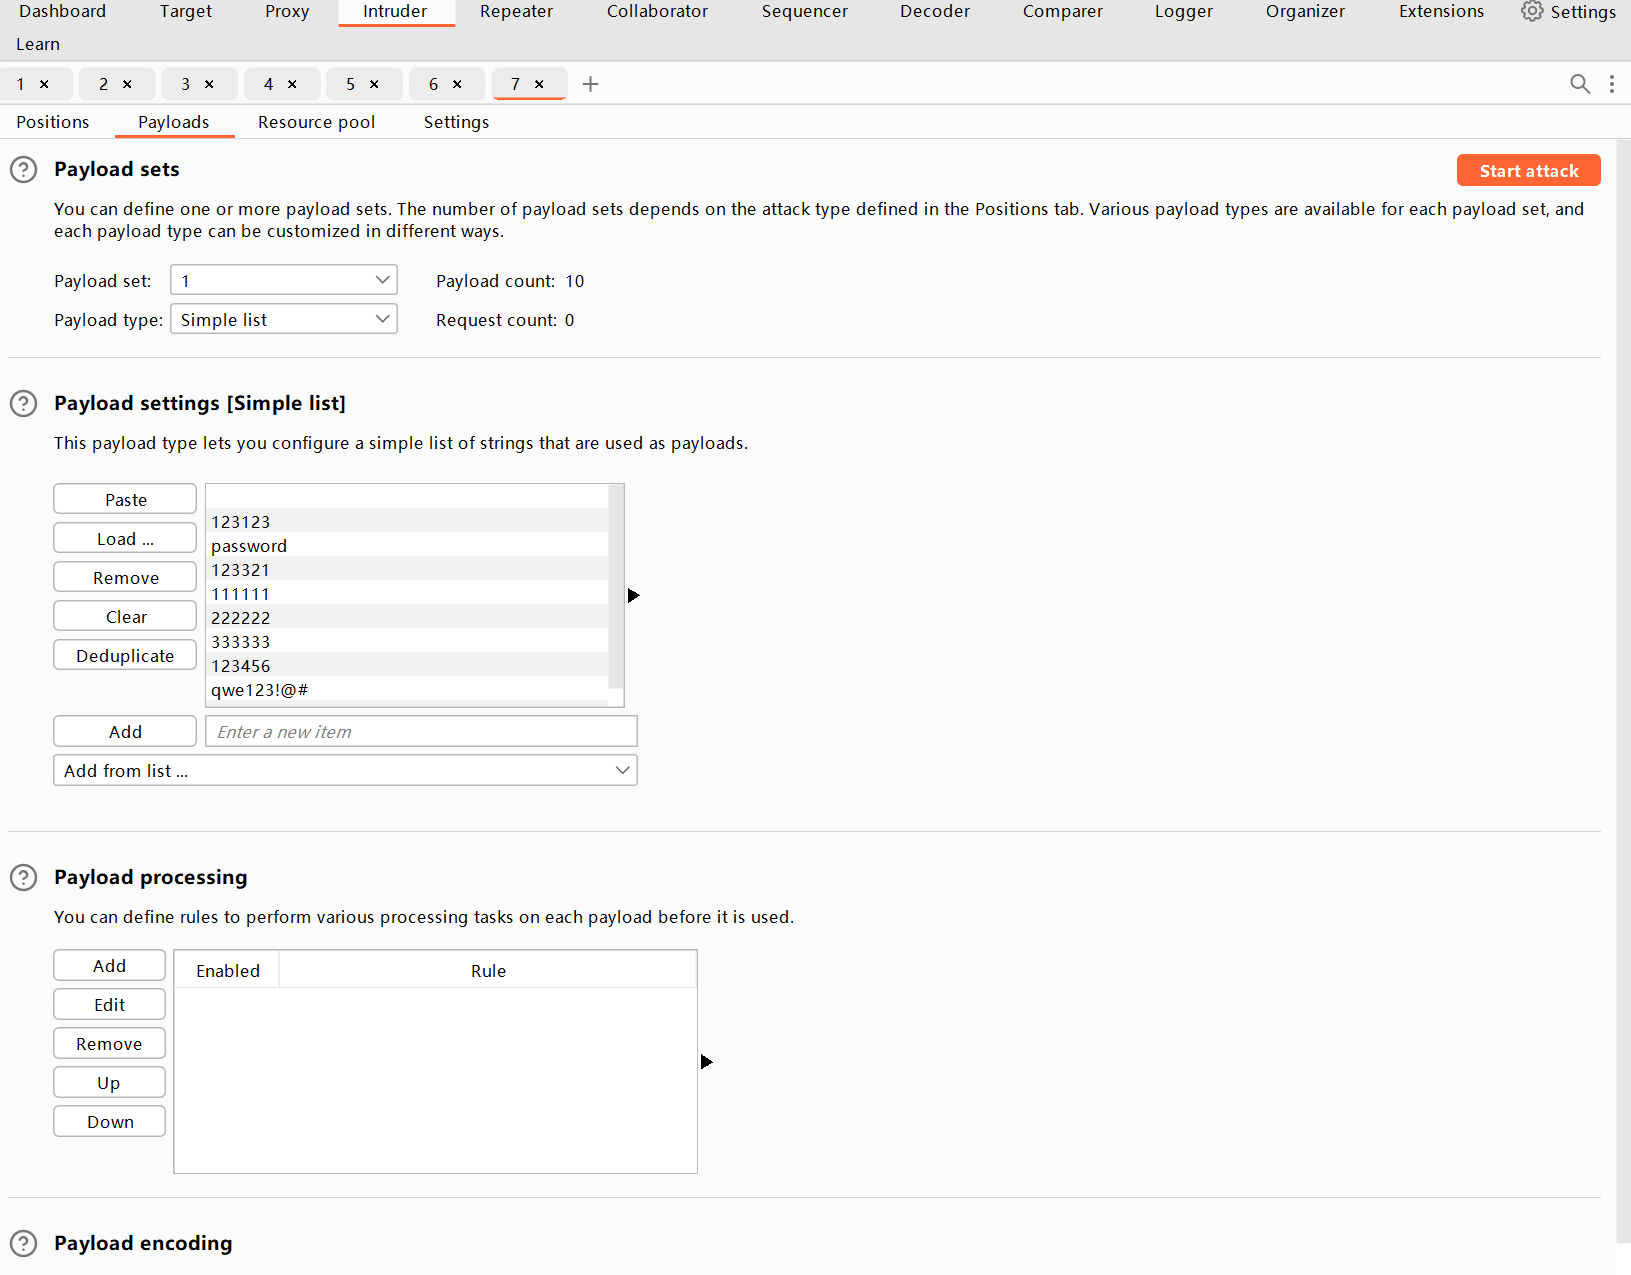 Dashboard Target Proxy Intruder Repeater Collaborator Sequencer Decoder Comparer Logger Organizer Extensions Settings
Learn
1 × 2 × 3 × 4 × 5 × 6 × 7 × +
Positions Payloads Resource pool Settings
? Payload sets
Start attack
You can define one or more payload sets. The number of payload sets depends on the attack type defined in the Positions tab. Various payload types are available for each payload set, and
each payload type can be customized in different ways.
Payload set: 1 Payload count: 10
Payload type: Simple list Request count: 0
? Payload settings [Simple list]
This payload type lets you configure a simple list of strings that are used as payloads.
Paste
Load ...
Remove
Clear
Deduplicate
123123
password
123321
111111
222222
333333
123456
qwe123!@#
Add Enter a new item
Add from list ...
? Payload processing
You can define rules to perform various processing tasks on each payload before it is used.
Add
Edit
Remove
Up
Down
Enabled Rule
? Payload encoding